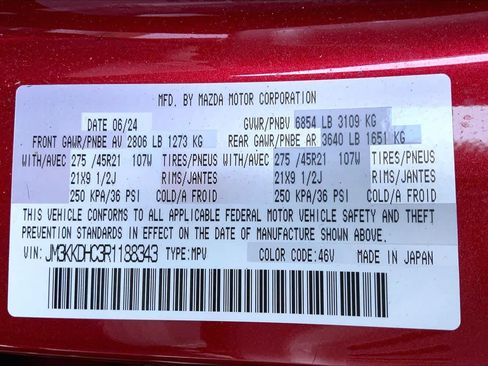 MFD. BY MAZDA MOTOR CORPORATION
DATE 06/24 GVWR/PNBV 6854 LB 3109 KG
FRONT GAWR/PNBE AV 2806 LB 1273 KG REAR GAWR/PNBE AR 3640 LB 1651 KG
WITH/AVEC 275 /45R21 107W TIRES/PNEUS WITH/AVEC 275 /45R21 107W TIRES/PNEUS
21X9 1/2J RIMS/JANTES 21X9 1/2J RIMS/JANTES
250 KPA/36 PSI COLD/A FROID 250 KPA/36 PSI COLD/A FROID
THIS VEHICLE CONFORMS TO ALL APPLICABLE FEDERAL MOTOR VEHICLE SAFETY AND THEFT
PREVENTION STANDARDS IN EFFECT ON THE DATE OF MANUFACTURE SHOWN ABOVE.
VIN: JM3KKDHC3R1188343 TYPE:MPV COLOR CODE:46V MADE IN JAPAN